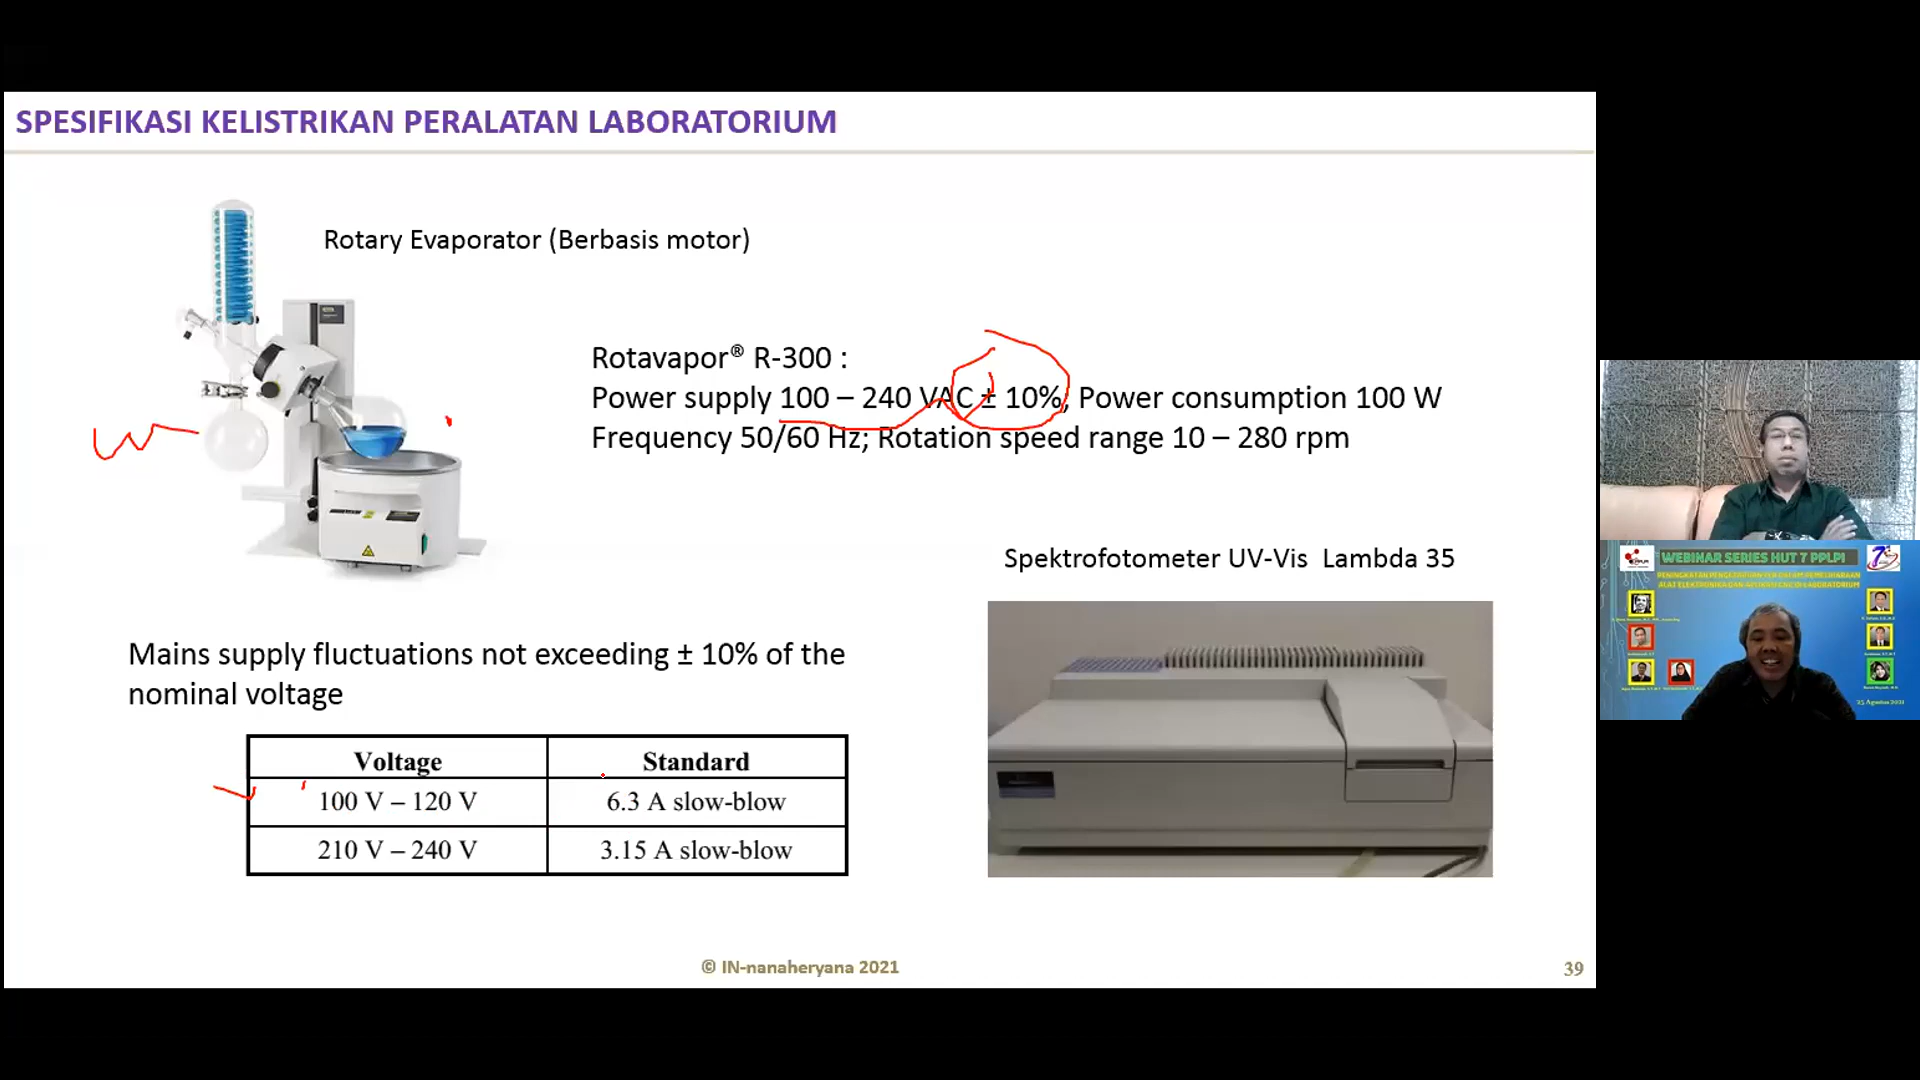 SPESIFIKASI KELISTRIKAN PERALATAN LABORATORIUM
Rotary Evaporator (Berbasis motor)
Rotavapor® R-300 :
Power supply 100 – 240 VAC ± 10%, Power consumption 100 W
Frequency 50/60 Hz; Rotation speed range 10 – 280 rpm
Spektrofotometer UV-Vis Lambda 35
Mains supply fluctuations not exceeding ± 10% of the
nominal voltage
Voltage Standard
100 V – 120 V 6.3 A slow-blow
210 V – 240 V 3.15 A slow-blow
© IN-nanaheryana 2021
39
WEBINAR SERIES HUT 7 PPLPI
25 Agustus 2021